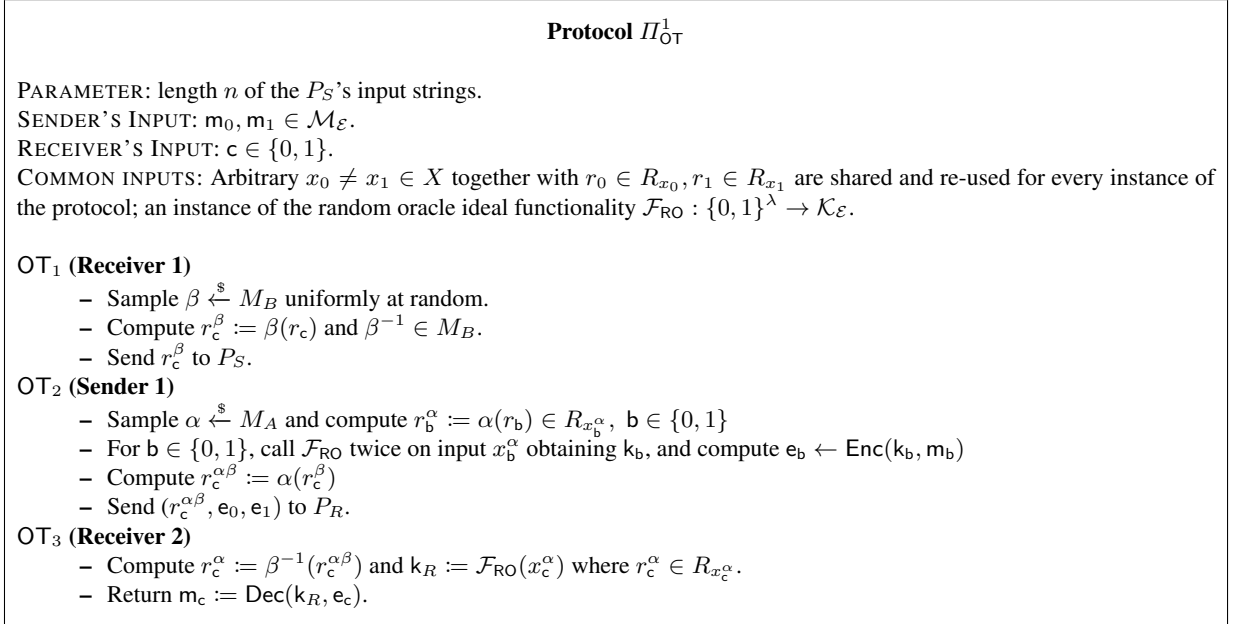 Protocol Π¹_OT
PARAMETER: length n of the P_S's input strings.
SENDER'S INPUT: m₀, m₁ ∈ M_ℰ.
RECEIVER'S INPUT: c ∈ {0, 1}.
COMMON INPUTS: Arbitrary x₀ ≠ x₁ ∈ X together with r₀ ∈ R_{x₀}, r₁ ∈ R_{x₁} are shared and re-used for every instance of
the protocol; an instance of the random oracle ideal functionality F_RO : {0, 1}^λ → K_ℰ.
OT₁ (Receiver 1)
– Sample β ←$ M_B uniformly at random.
– Compute r_c^β := β(r_c) and β⁻¹ ∈ M_B.
– Send r_c^β to P_S.
OT₂ (Sender 1)
– Sample α ←$ M_A and compute r_b^α := α(r_b) ∈ R_{x_b^α}, b ∈ {0, 1}
– For b ∈ {0, 1}, call F_RO twice on input x_b^α obtaining k_b, and compute e_b ← Enc(k_b, m_b)
– Compute r_c^{αβ} := α(r_c^β)
– Send (r_c^{αβ}, e₀, e₁) to P_R.
OT₃ (Receiver 2)
– Compute r_c^α := β⁻¹(r_c^{αβ}) and k_R := F_RO(x_c^α) where r_c^α ∈ R_{x_c^α}.
– Return m_c := Dec(k_R, e_c).